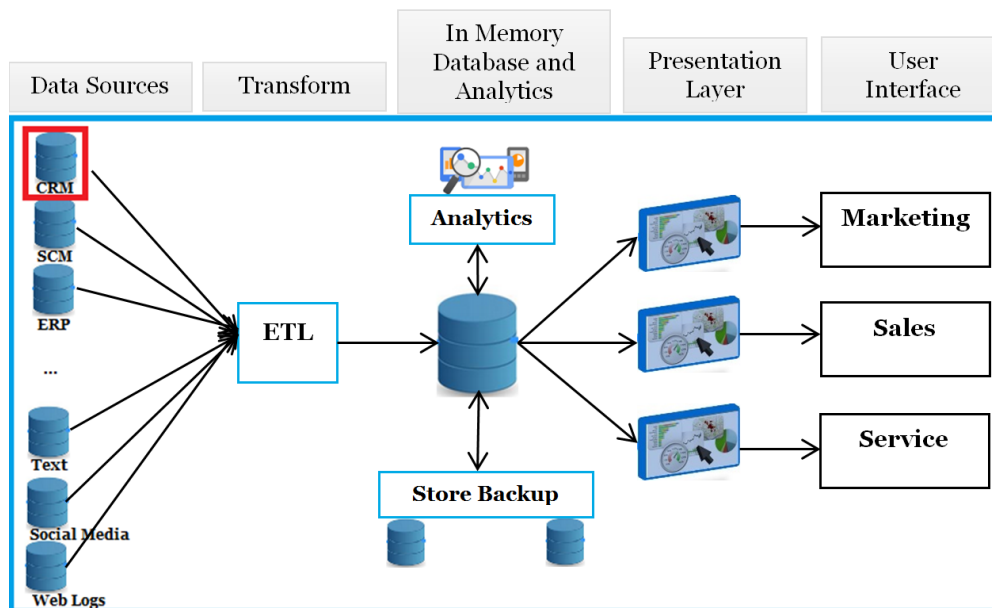 Data Sources
Transform
In Memory
Database and
Analytics
Presentation
Layer
User
Interface
CRM
SCM
ERP
...
Text
Social Media
Web Logs
ETL
Analytics
Store Backup
Marketing
Sales
Service